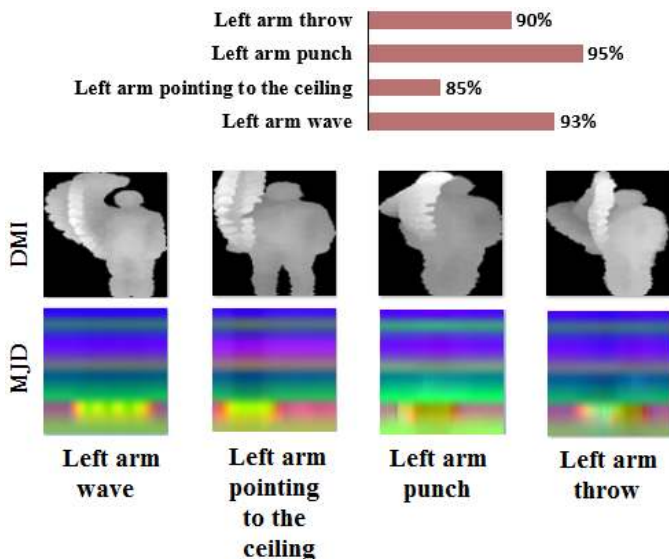 Left arm throw 90%
Left arm punch 95%
Left arm pointing to the ceiling 85%
Left arm wave 93%
DMI
MJD
Left arm
wave
Left arm
pointing
to the
ceiling
Left arm
punch
Left arm
throw